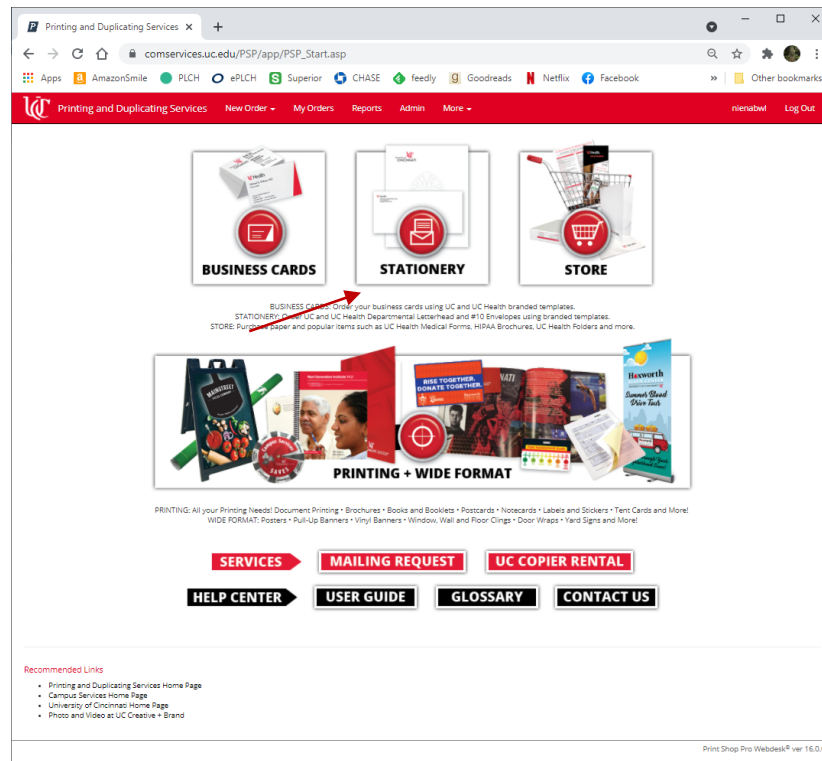 Printing and Duplicating Services
comservices.uc.edu/PSP/app/PSP_Start.asp
Apps AmazonSmile PLCH ePLCH Superior CHASE feedly Goodreads Netflix Facebook » Other bookmarks
UC Printing and Duplicating Services New Order My Orders Reports Admin More nienabwl Log Out
BUSINESS CARDS STATIONERY STORE
BUSINESS CARDS: Order your business cards using UC and UC Health branded templates.
STATIONERY: Order UC and UC Health Departmental Letterhead and #10 Envelopes using branded templates.
STORE: Purchase paper and popular items such as UC Health Medical Forms, HIPAA Brochures, UC Health Folders and more.
MAINSTREET
RISE TOGETHER.
DONATE TOGETHER.
Hoxworth
Summer Blood
Drive Tour
Campus Services
SAVES
PRINTING + WIDE FORMAT
PRINTING: All your Printing Needs! Document Printing • Brochures • Books and Booklets • Postcards • Notecards • Labels and Stickers • Tent Cards and More!
WIDE FORMAT: Posters • Pull-Up Banners • Vinyl Banners • Window, Wall and Floor Clings • Door Wraps • Yard Signs and More!
SERVICES MAILING REQUEST UC COPIER RENTAL
HELP CENTER USER GUIDE GLOSSARY CONTACT US
Recommended Links
• Printing and Duplicating Services Home Page
• Campus Services Home Page
• University of Cincinnati Home Page
• Photo and Video at UC Creative + Brand
Print Shop Pro Webdesk® ver 16.0.